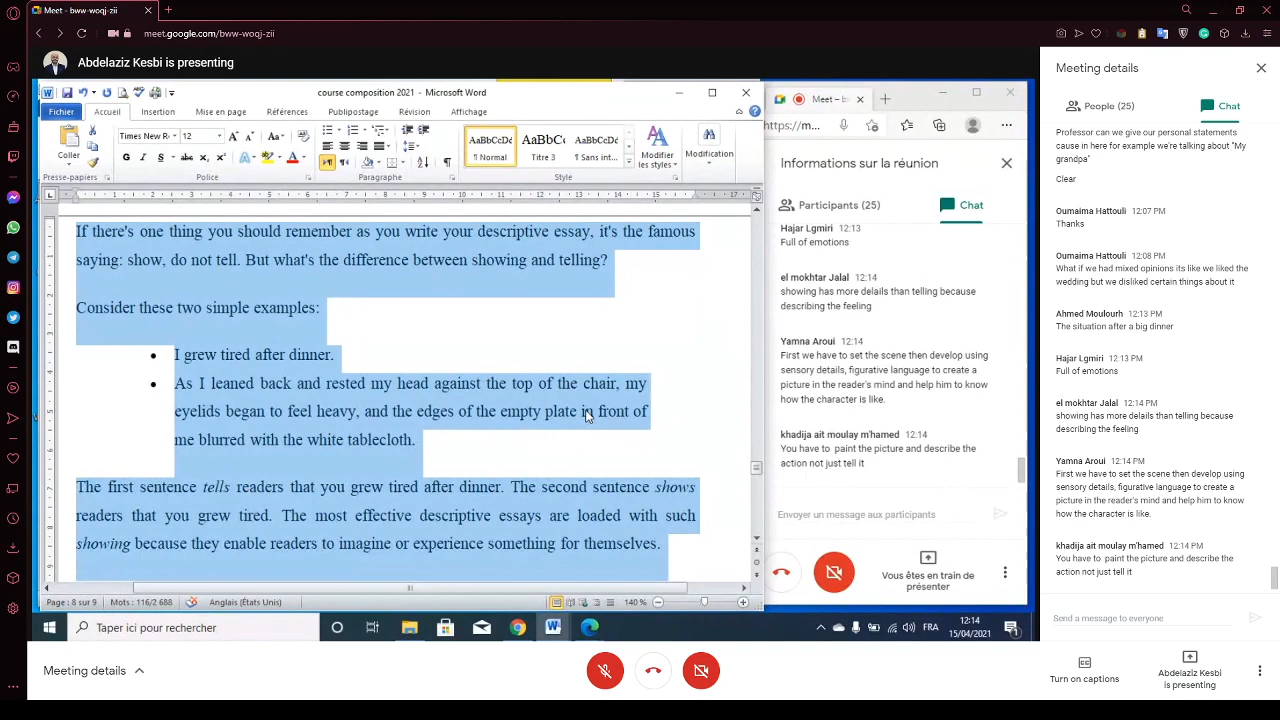 Meet - bww-woqj-zii
meet.google.com/bww-woqj-zii
Abdelaziz Kesbi is presenting
course composition 2021 - Microsoft Word
Fichier
Accueil
Insertion
Mise en page
Références
Publipostage
Révision
Affichage
Coller
Times New R
12
AaBbCcDd
¶ Normal
AaBbCc
Titre 3
AaBbCcDd
¶ Sans int...
Modifier
les styles
Modification
Presse-papiers
Police
Paragraphe
Style
If there's one thing you should remember as you write your descriptive essay, it's the famous
saying: show, do not tell. But what's the difference between showing and telling?
Consider these two simple examples:
• I grew tired after dinner.
• As I leaned back and rested my head against the top of the chair, my
eyelids began to feel heavy, and the edges of the empty plate in front of
me blurred with the white tablecloth.
The first sentence tells readers that you grew tired after dinner. The second sentence shows
readers that you grew tired. The most effective descriptive essays are loaded with such
showing because they enable readers to imagine or experience something for themselves.
Page : 8 sur 9
Mots : 116/2 688
Anglais (États Unis)
140 %
Meet – b
https://m...
Informations sur la réunion
Participants (25)
Chat
Hajar Lgmiri 12:13
Full of emotions
el mokhtar Jalal 12:14
showing has more delails than telling because
describing the feeling
Yamna Aroui 12:14
First we have to set the scene then develop using
sensory details, figurative language to create a
picture in the reader's mind and help him to know
how the character is like.
khadija ait moulay m'hamed 12:14
You have to paint the picture and describe the
action not just tell it
Envoyer un message aux participants
Vous êtes en train de
présenter
Taper ici pour rechercher
FRA
12:14
15/04/2021
Meeting details
People (25)
Chat
Professor can we give our personal statements
cause in here for example we're talking about "My
grandpa"
Clear
Oumaima Hattouli 12:07 PM
Thanks
Oumaima Hattouli 12:08 PM
What if we had mixed opinions its like we liked the
wedding but we disliked certain things about it
Ahmed Moulourh 12:13 PM
The situation after a big dinner
Hajar Lgmiri 12:13 PM
Full of emotions
el mokhtar Jalal 12:14 PM
showing has more delails than telling because
describing the feeling
Yamna Aroui 12:14 PM
First we have to set the scene then develop using
sensory details, figurative language to create a
picture in the reader's mind and help him to know
how the character is like.
khadija ait moulay m'hamed 12:14 PM
You have to paint the picture and describe the
action not just tell it
Send a message to everyone
Meeting details
Turn on captions
Abdelaziz Kesbi
is presenting